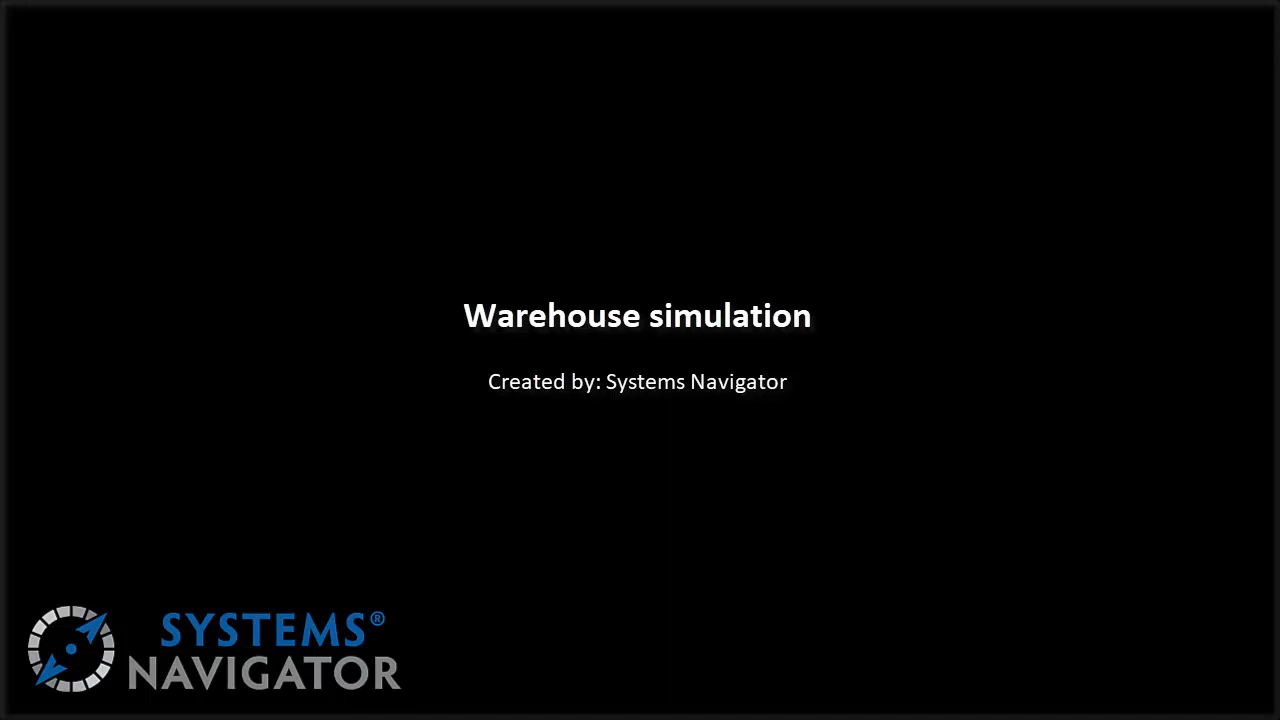 Warehouse simulation
Created by: Systems Navigator
SYSTEMS®
NAVIGATOR